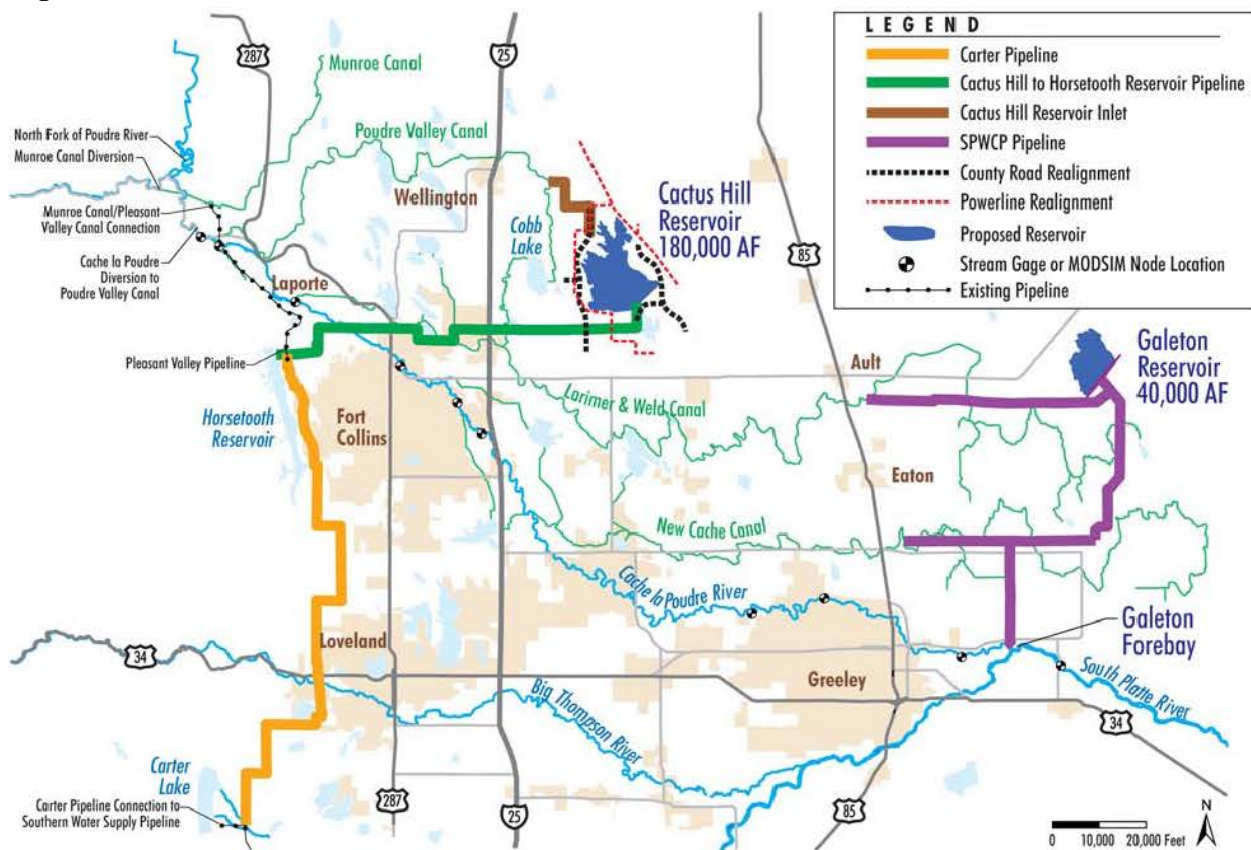 LEGEND
Carter Pipeline
Cactus Hill to Horsetooth Reservoir Pipeline
Cactus Hill Reservoir Inlet
SPWCP Pipeline
County Road Realignment
Powerline Realignment
Proposed Reservoir
Stream Gage or MODSIM Node Location
Existing Pipeline
287
25
Munroe Canal
North Fork of Poudre River
Munroe Canal Diversion
Poudre Valley Canal
Wellington
Cactus Hill
Reservoir
180,000 AF
Cobb
Lake
Munroe Canal/Pleasant
Valley Canal Connection
Cache la Poudre
Diversion to
Poudre Valley Canal
Laporte
85
Pleasant Valley Pipeline
Galeton
Reservoir
40,000 AF
Ault
Horsetooth
Reservoir
Fort
Collins
Larimer & Weld Canal
Eaton
New Cache Canal
Cache la Poudre River
Loveland
34
Galeton
Forebay
Greeley
South Platte River
Big Thompson River
34
Carter
Lake
Carter Pipeline Connection to
Southern Water Supply Pipeline
287
25
85
N
0 10,000 20,000 Feet